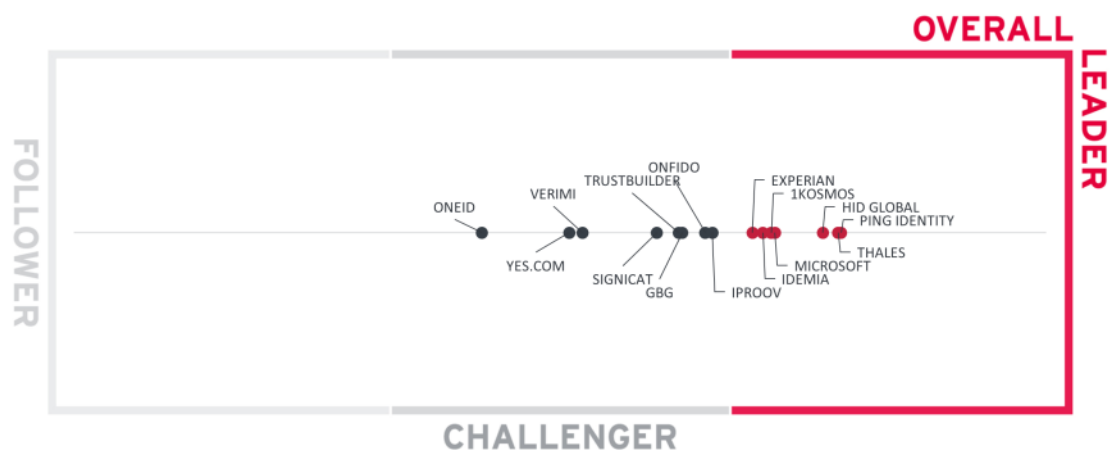 OVERALL
LEADER
FOLLOWER
ONFIDO
TRUSTBUILDER
EXPERIAN
VERIMI
1KOSMOS
ONEID
HID GLOBAL
PING IDENTITY
THALES
YES.COM
MICROSOFT
SIGNICAT
IDEMIA
GBG
IPROOV
CHALLENGER